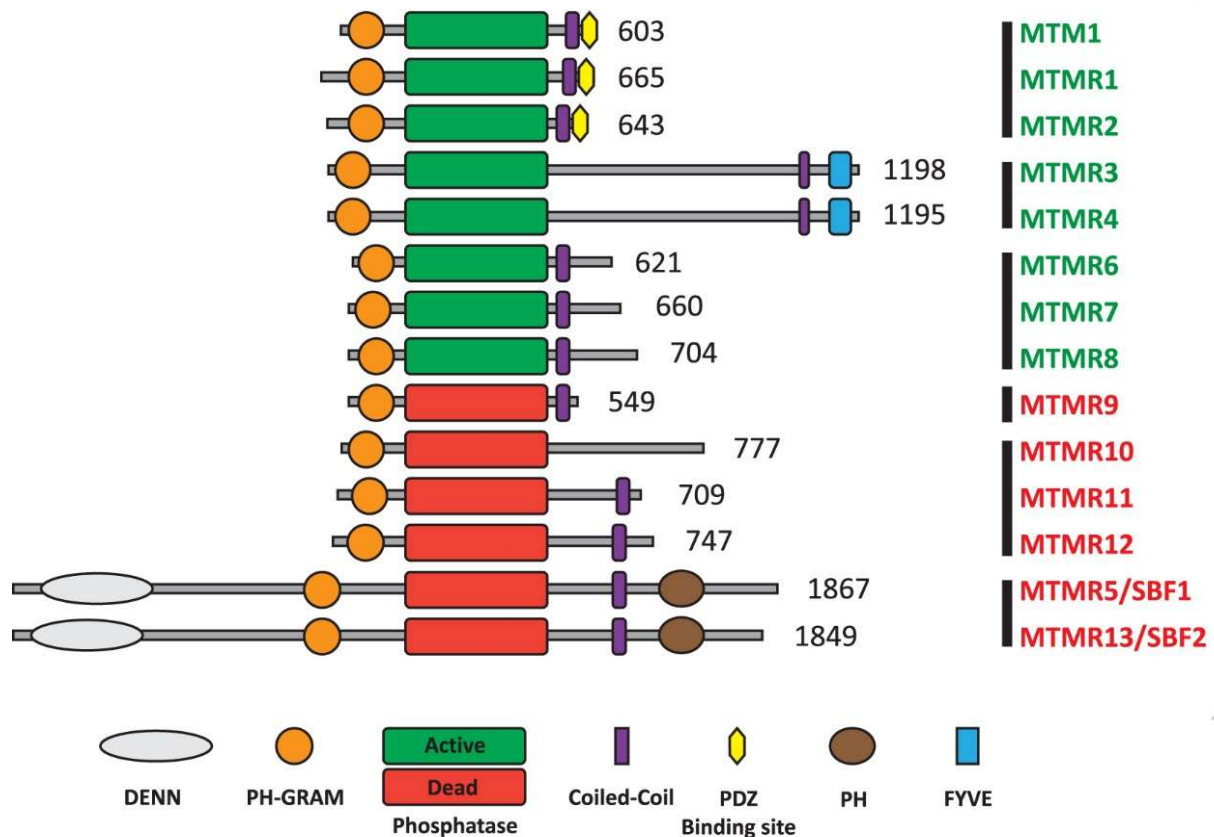 603 MTM1
665 MTMR1
643 MTMR2
1198 MTMR3
1195 MTMR4
621 MTMR6
660 MTMR7
704 MTMR8
549 MTMR9
777 MTMR10
709 MTMR11
747 MTMR12
1867 MTMR5/SBF1
1849 MTMR13/SBF2
Active
Dead
DENN PH-GRAM Phosphatase Coiled-Coil PDZ Binding site PH FYVE